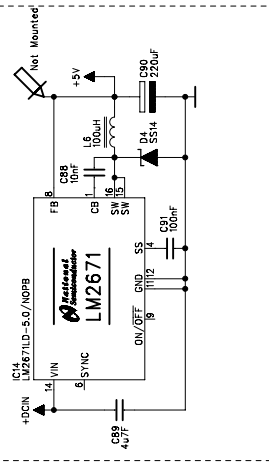 Not Mounted
+5V
C90
220uF
L6
100uH
D4
SS14
C88
10nF
8
FB
1
CB
16
SW
15
SW
C91
100nF
4
SS
12
11
GND
9
ON/OFF
National
Semiconductor
LM2671
IC14
LM2671LD-5.0/NOPB
14
VIN
6
SYNC
+DCIN
C89
4u7F